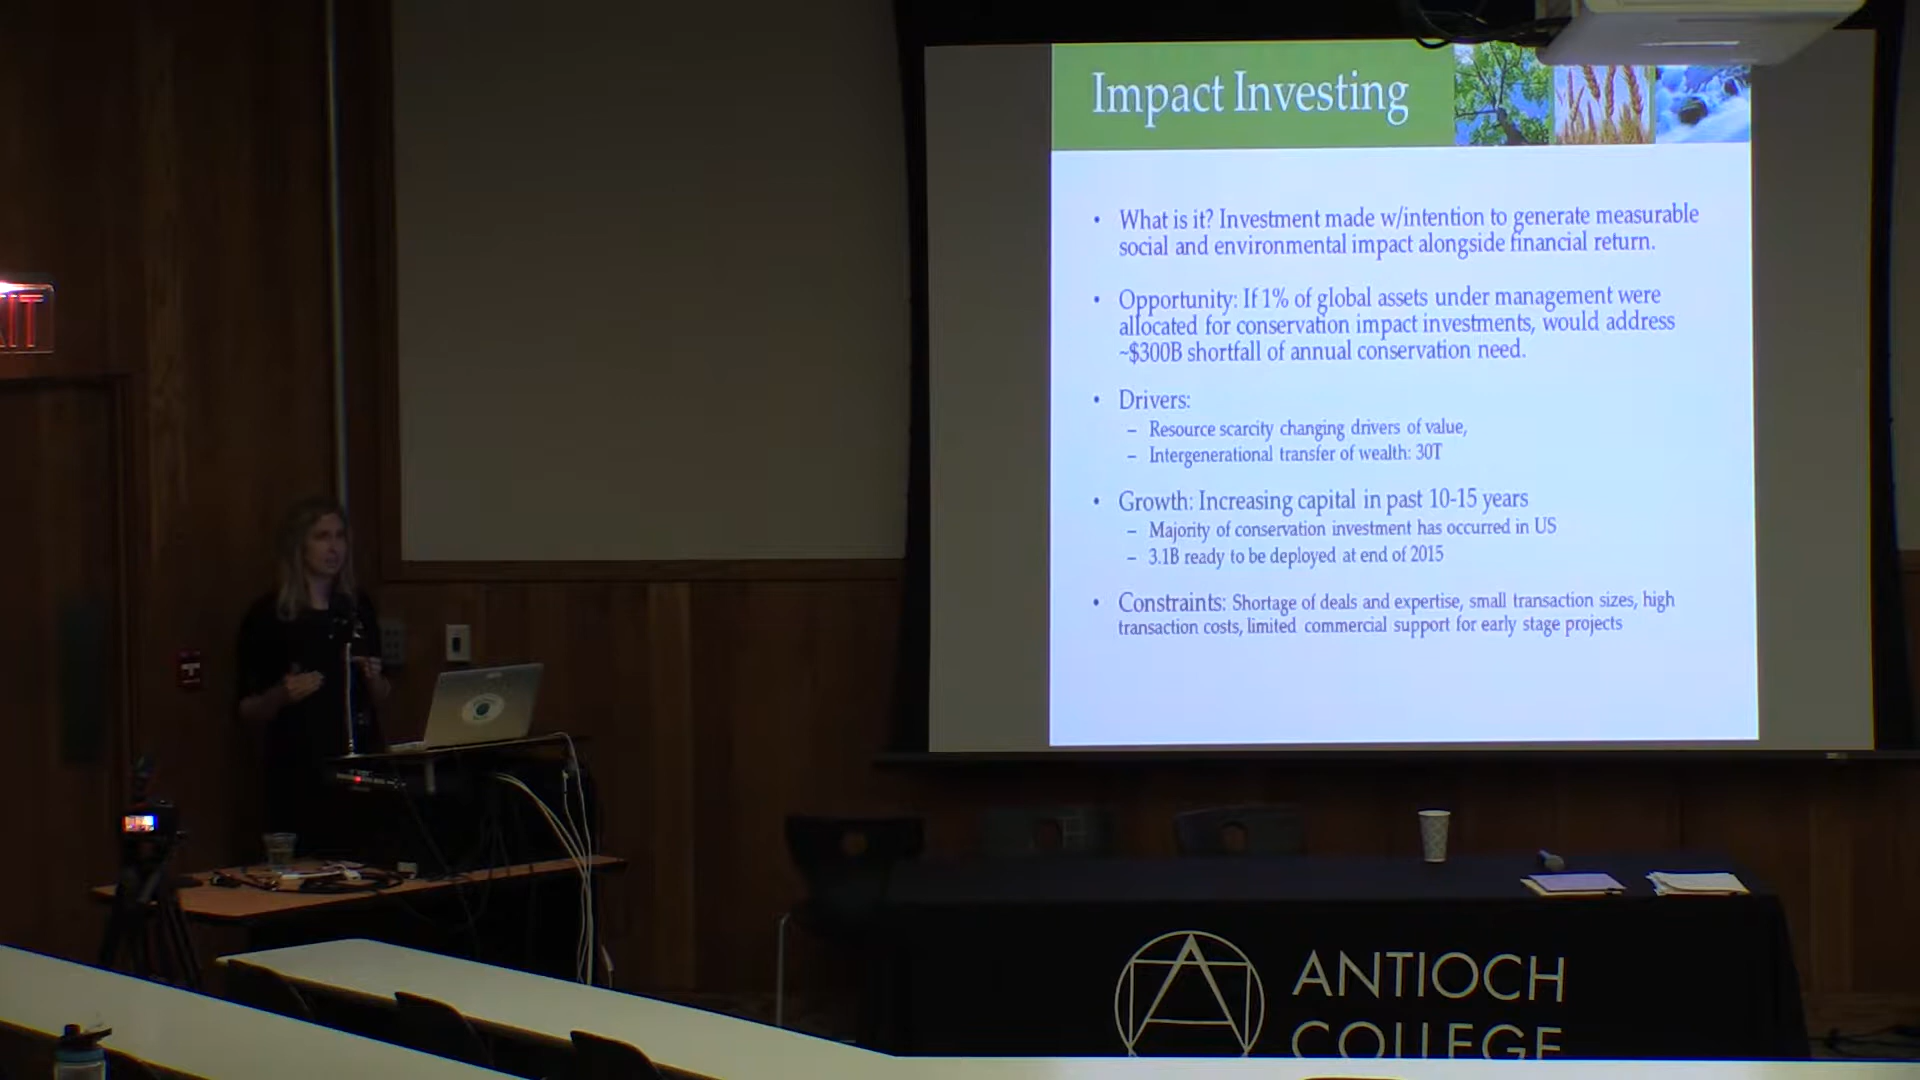 Impact Investing
• What is it? Investment made w/intention to generate measurable
social and environmental impact alongside financial return.
• Opportunity: If 1% of global assets under management were
allocated for conservation impact investments, would address
~$300B shortfall of annual conservation need.
• Drivers:
– Resource scarcity changing drivers of value,
– Intergenerational transfer of wealth: 30T
• Growth: Increasing capital in past 10-15 years
– Majority of conservation investment has occurred in US
– 3.1B ready to be deployed at end of 2015
• Constraints: Shortage of deals and expertise, small transaction sizes, high
transaction costs, limited commercial support for early stage projects
ANTIOCH
COLLEGE